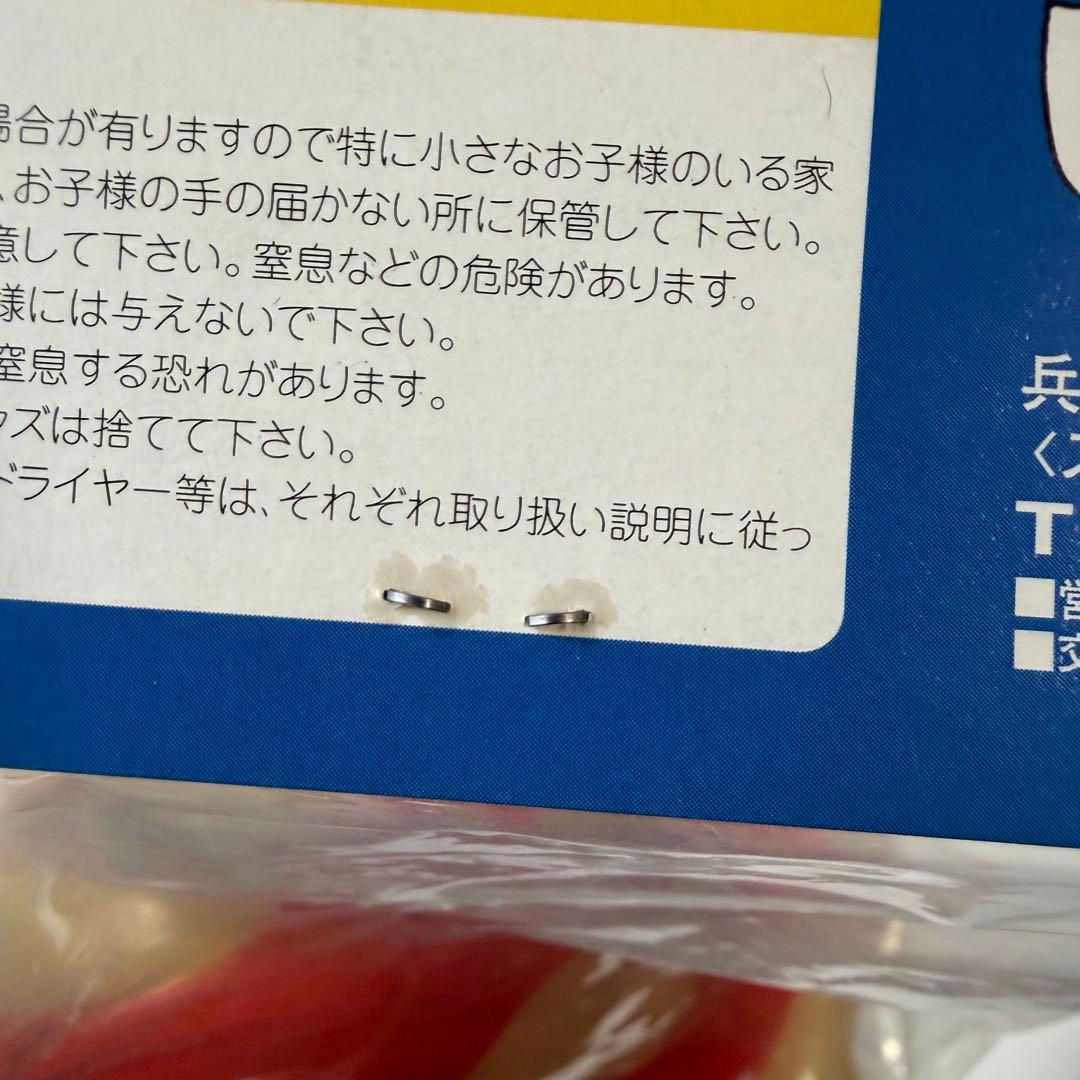 場合が有りますので特に小さなお子様のいる家
、お子様の手の届かない所に保管して下さい。
意して下さい。窒息などの危険があります。
様には与えないで下さい。
窒息する恐れがあります。
ズは捨てて下さい。
ドライヤー等は、それぞれ取り扱い説明に従っ
兵
〈
T
■営
■交